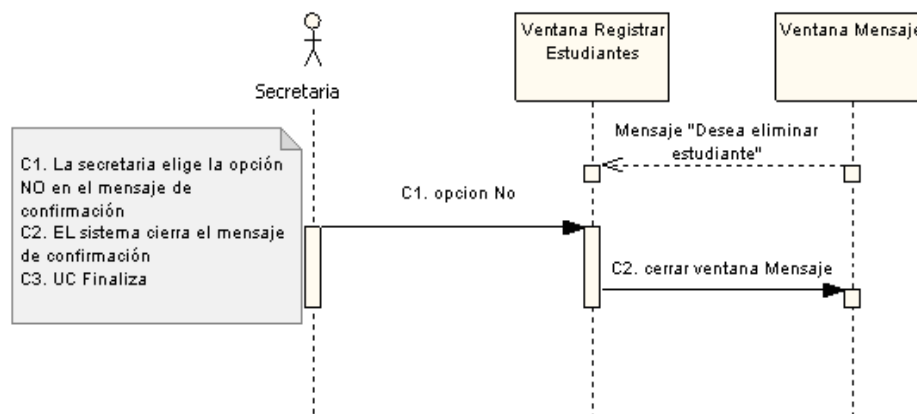 Secretaria
Ventana Registrar
Estudiantes
Ventana Mensaje
Mensaje "Desea eliminar
estudiante"
C1. La secretaria elige la opción
NO en el mensaje de
confirmación
C2. EL sistema cierra el mensaje
de confirmación
C3. UC Finaliza
C1. opcion No
C2. cerrar ventana Mensaje